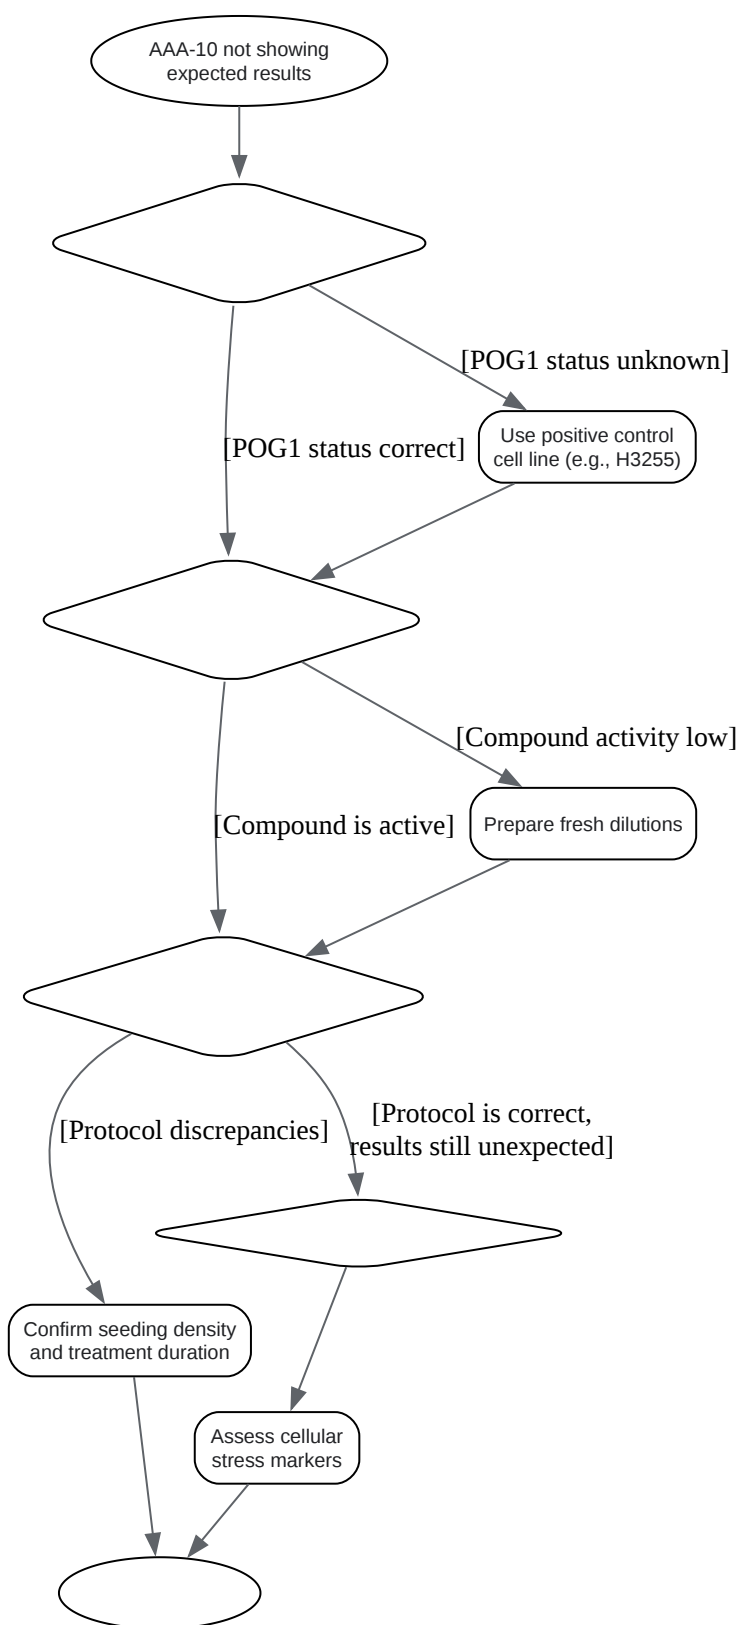 AAA-10 not showing
expected results
[POG1 status unknown]
Use positive control
cell line (e.g., H3255)
[POG1 status correct]
[Compound activity low]
Prepare fresh dilutions
[Compound is active]
[Protocol is correct,
results still unexpected]
[Protocol discrepancies]
Confirm seeding density
and treatment duration
Assess cellular
stress markers